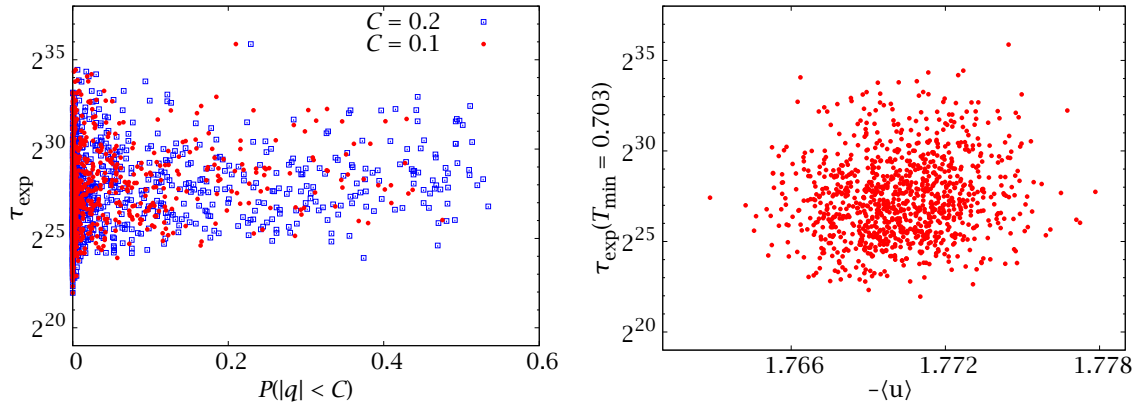 C = 0.2
C = 0.1
2^35
2^30
2^25
2^20
τ_exp
0 0.2 0.4 0.6
P(|q| < C)
2^35
2^30
2^25
2^20
τ_exp(T_min = 0.703)
1.766 1.772 1.778
−⟨u⟩